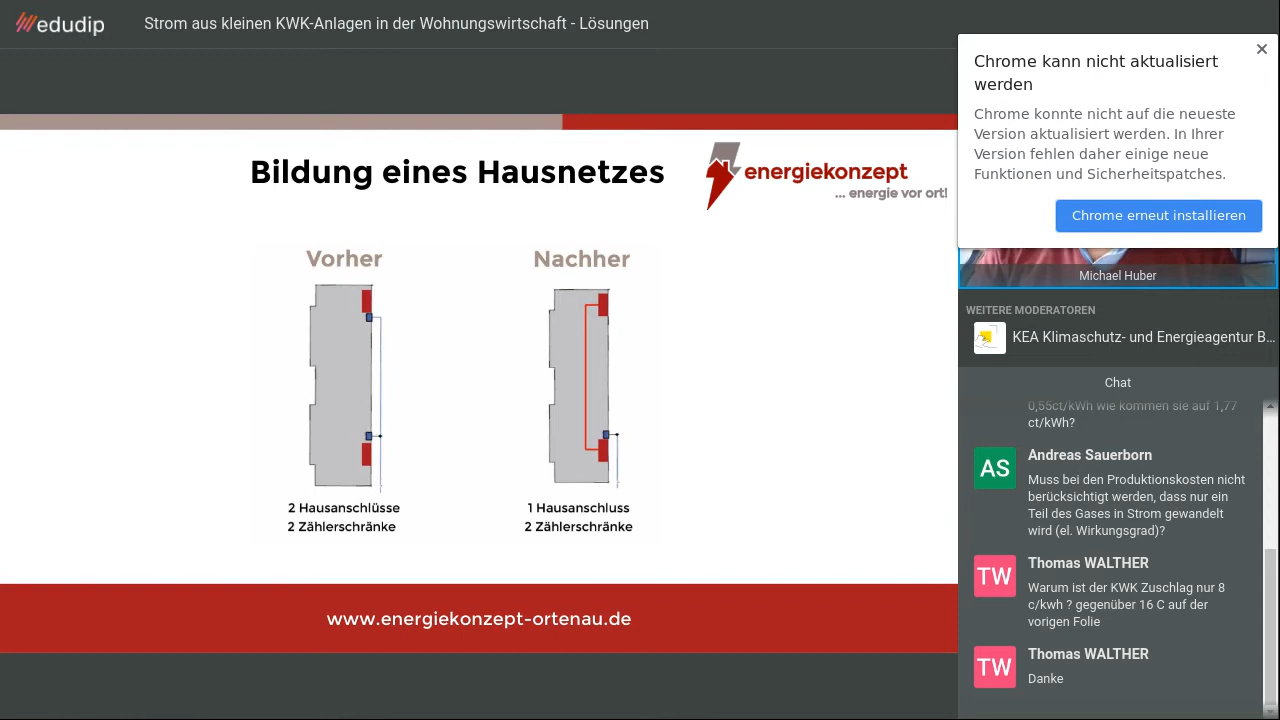 edudip
Strom aus kleinen KWK-Anlagen in der Wohnungswirtschaft - Lösungen
Bildung eines Hausnetzes
energiekonzept
... energie vor ort!
Vorher
Nachher
2 Hausanschlüsse
2 Zählerschränke
1 Hausanschluss
2 Zählerschränke
www.energiekonzept-ortenau.de
Chrome kann nicht aktualisiert
werden
Chrome konnte nicht auf die neueste
Version aktualisiert werden. In Ihrer
Version fehlen daher einige neue
Funktionen und Sicherheitspatches.
Chrome erneut installieren
Michael Huber
WEITERE MODERATOREN
KEA Klimaschutz- und Energieagentur B...
Chat
0,55ct/kWh wie kommen sie auf 1,77
ct/kWh?
AS
Andreas Sauerborn
Muss bei den Produktionskosten nicht
berücksichtigt werden, dass nur ein
Teil des Gases in Strom gewandelt
wird (el. Wirkungsgrad)?
TW
Thomas WALTHER
Warum ist der KWK Zuschlag nur 8
c/kwh ? gegenüber 16 C auf der
vorigen Folie
TW
Thomas WALTHER
Danke